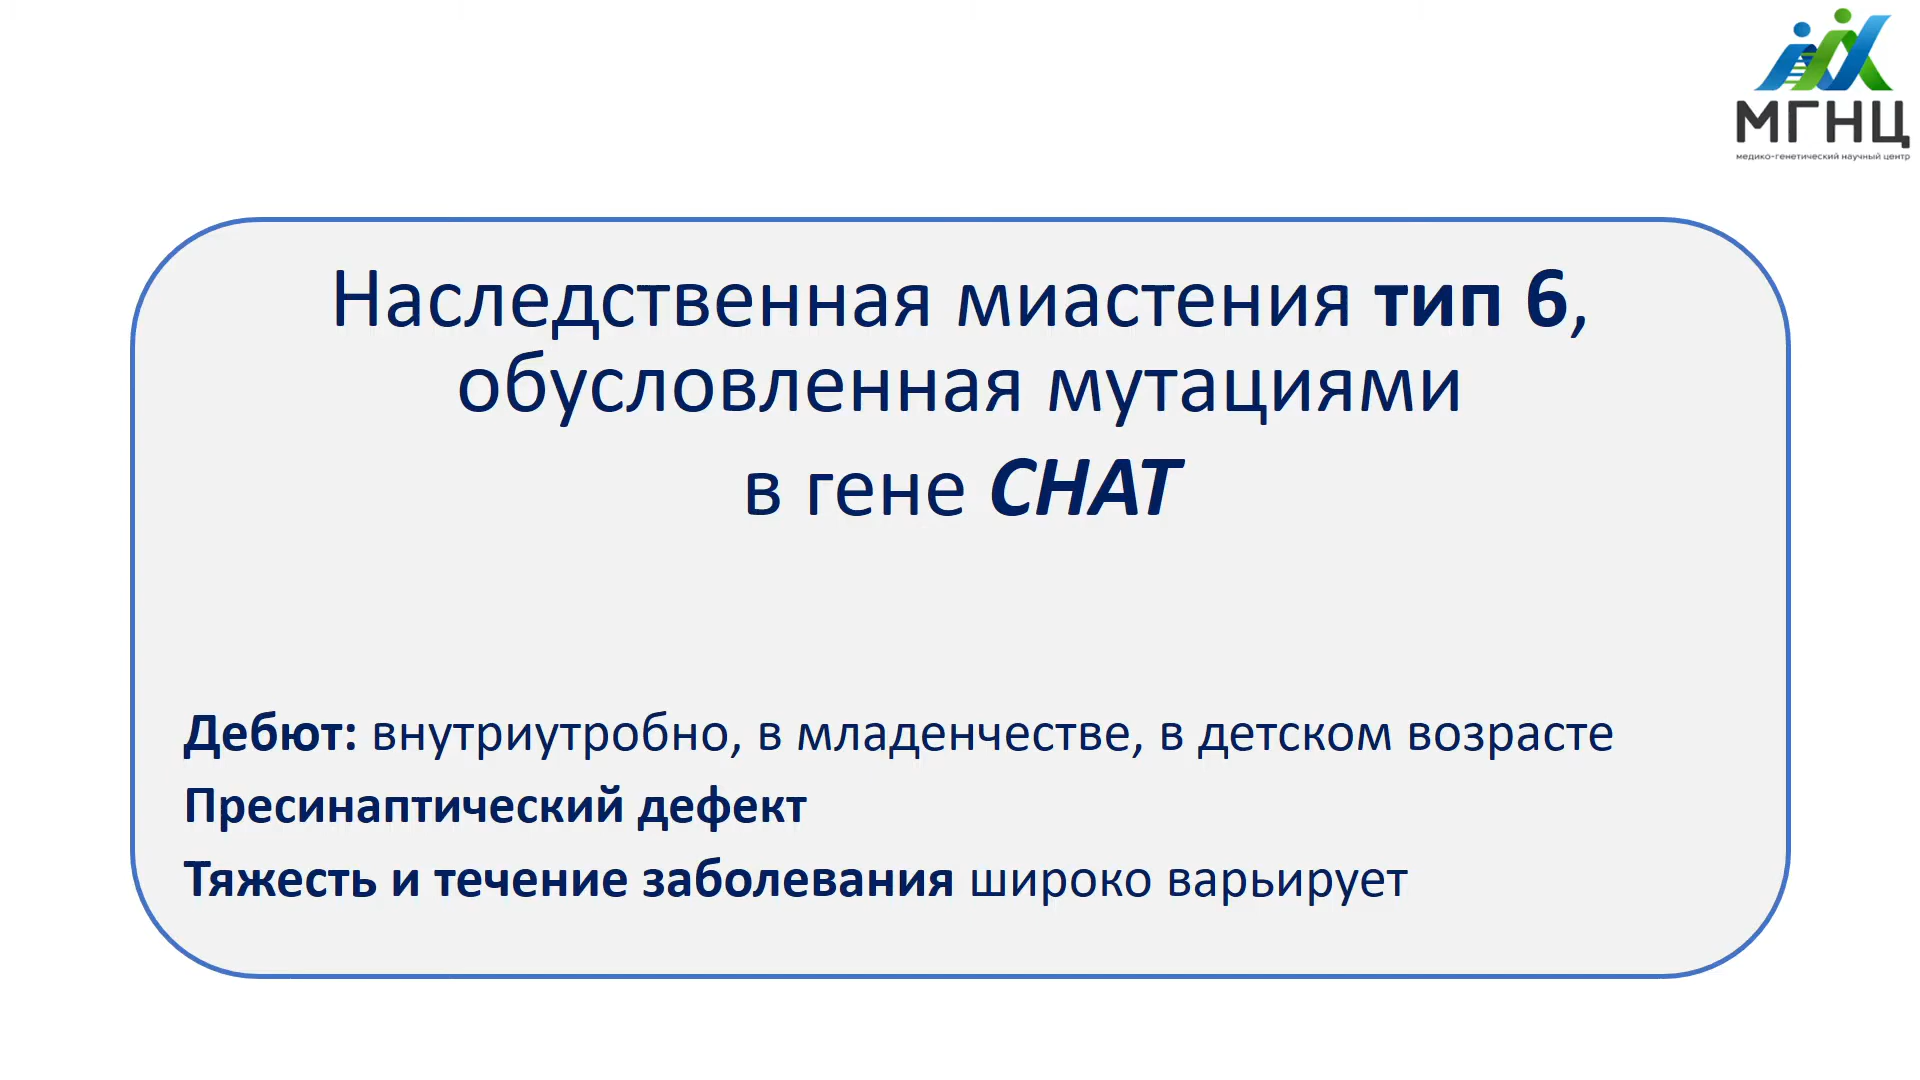 МГНЦ
медико-генетический научный центр
Наследственная миастения тип 6,
обусловленная мутациями
в гене CHAT
Дебют: внутриутробно, в младенчестве, в детском возрасте
Пресинаптический дефект
Тяжесть и течение заболевания широко варьирует